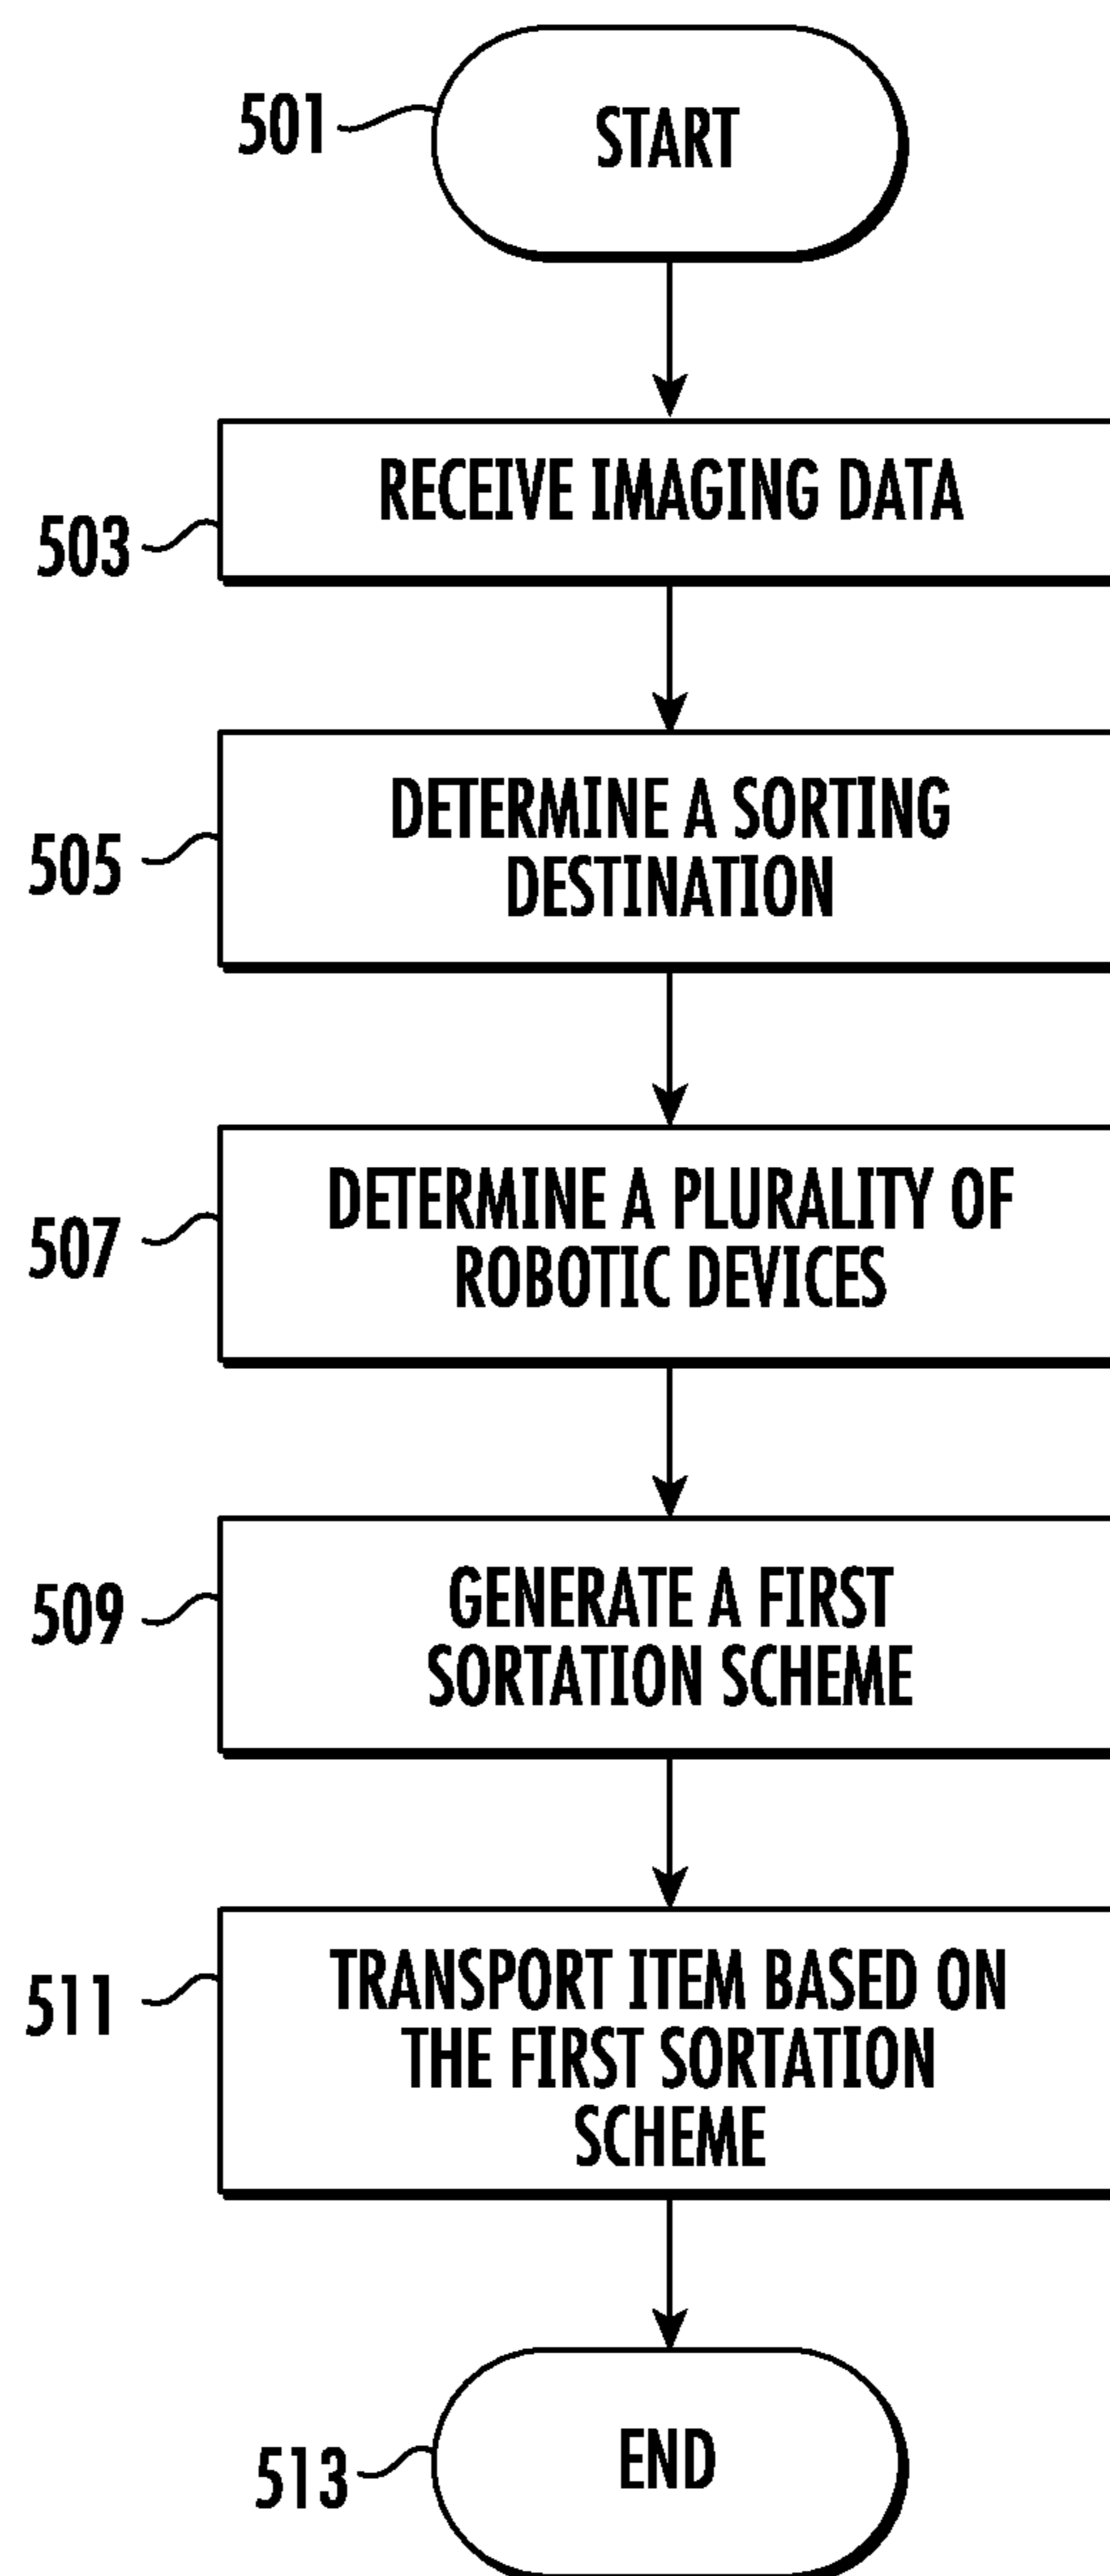 501
START
RECEIVE IMAGING DATA
503
DETERMINE A SORTING
DESTINATION
505
DETERMINE A PLURALITY OF
ROBOTIC DEVICES
507
GENERATE A FIRST
SORTATION SCHEME
509
TRANSPORT ITEM BASED ON
THE FIRST SORTATION
SCHEME
511
END
513